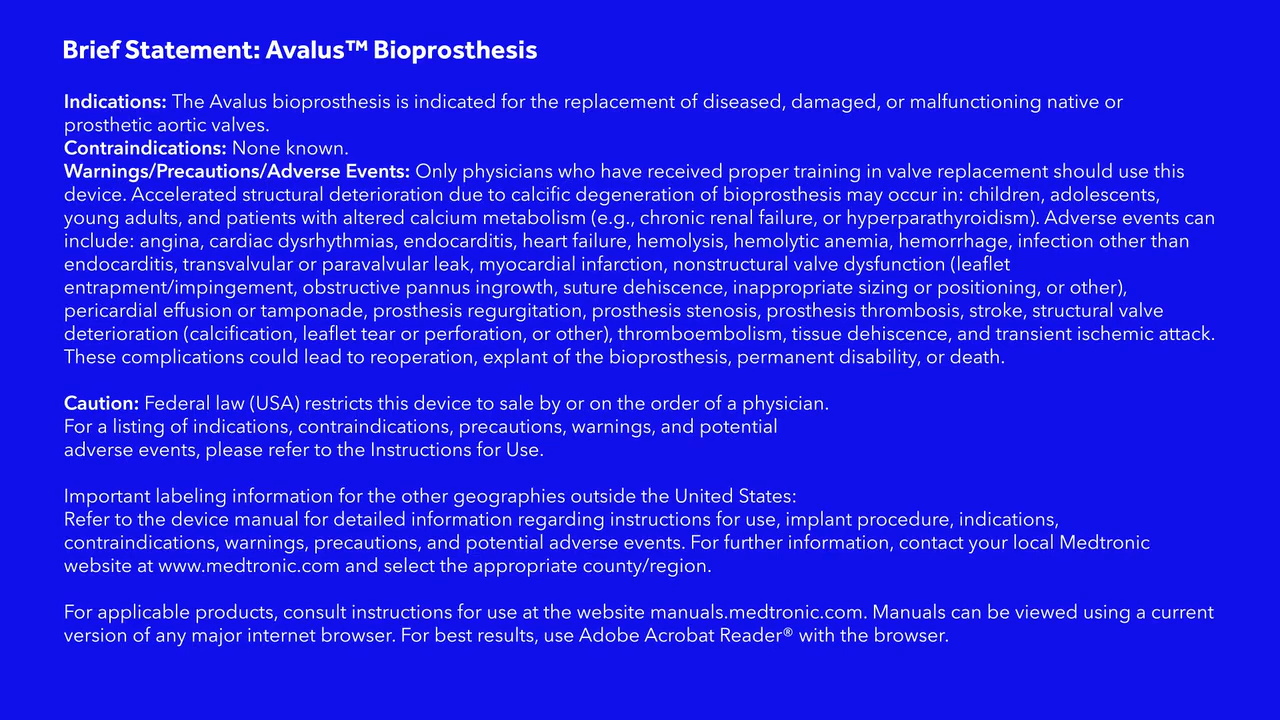 Brief Statement: Avalus™ Bioprosthesis
Indications: The Avalus bioprosthesis is indicated for the replacement of diseased, damaged, or malfunctioning native or
prosthetic aortic valves.
Contraindications: None known.
Warnings/Precautions/Adverse Events: Only physicians who have received proper training in valve replacement should use this
device. Accelerated structural deterioration due to calcific degeneration of bioprosthesis may occur in: children, adolescents,
young adults, and patients with altered calcium metabolism (e.g., chronic renal failure, or hyperparathyroidism). Adverse events can
include: angina, cardiac dysrhythmias, endocarditis, heart failure, hemolysis, hemolytic anemia, hemorrhage, infection other than
endocarditis, transvalvular or paravalvular leak, myocardial infarction, nonstructural valve dysfunction (leaflet
entrapment/impingement, obstructive pannus ingrowth, suture dehiscence, inappropriate sizing or positioning, or other),
pericardial effusion or tamponade, prosthesis regurgitation, prosthesis stenosis, prosthesis thrombosis, stroke, structural valve
deterioration (calcification, leaflet tear or perforation, or other), thromboembolism, tissue dehiscence, and transient ischemic attack.
These complications could lead to reoperation, explant of the bioprosthesis, permanent disability, or death.
Caution: Federal law (USA) restricts this device to sale by or on the order of a physician.
For a listing of indications, contraindications, precautions, warnings, and potential
adverse events, please refer to the Instructions for Use.
Important labeling information for the other geographies outside the United States:
Refer to the device manual for detailed information regarding instructions for use, implant procedure, indications,
contraindications, warnings, precautions, and potential adverse events. For further information, contact your local Medtronic
website at www.medtronic.com and select the appropriate county/region.
For applicable products, consult instructions for use at the website manuals.medtronic.com. Manuals can be viewed using a current
version of any major internet browser. For best results, use Adobe Acrobat Reader® with the browser.